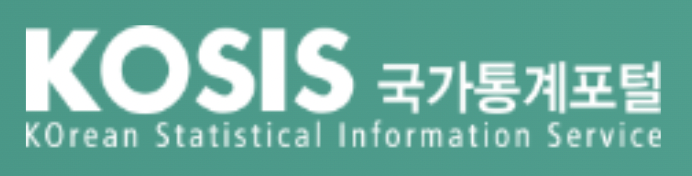 KOSIS 국가통계포털
KOrean Statistical Information Service